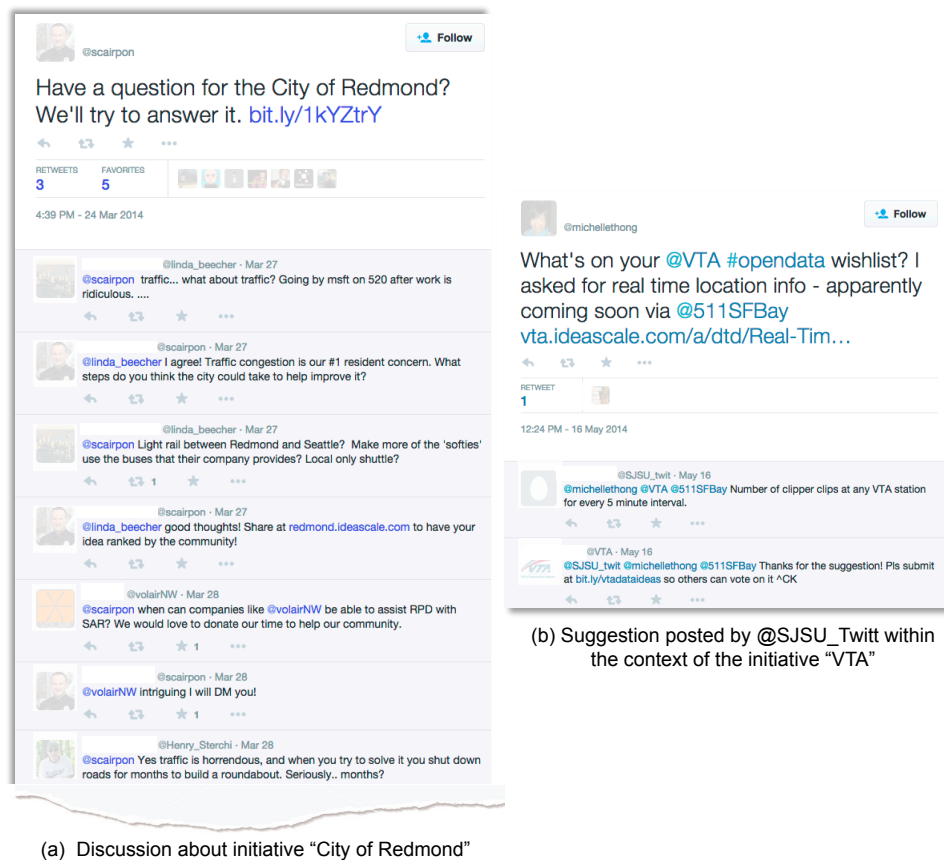 @scairpon
Follow
Have a question for the City of Redmond?
We'll try to answer it. bit.ly/1kYZtrY
RETWEETS FAVORITES
3 5
4:39 PM - 24 Mar 2014
@linda_beecher · Mar 27
@scairpon traffic... what about traffic? Going by msft on 520 after work is
ridiculous. ....
@scairpon · Mar 27
@linda_beecher I agree! Traffic congestion is our #1 resident concern. What
steps do you think the city could take to help improve it?
@linda_beecher · Mar 27
@scairpon Light rail between Redmond and Seattle? Make more of the 'softies'
use the buses that their company provides? Local only shuttle?
1
@scairpon · Mar 27
@linda_beecher good thoughts! Share at redmond.ideascale.com to have your
idea ranked by the community!
@volairNW · Mar 28
@scairpon when can companies like @volairNW be able to assist RPD with
SAR? We would love to donate our time to help our community.
1
@scairpon · Mar 28
@volairNW intriguing I will DM you!
1
@Henry_Sterchi · Mar 28
@scairpon Yes traffic is horrendous, and when you try to solve it you shut down
roads for months to build a roundabout. Seriously.. months?
(a) Discussion about initiative “City of Redmond”
@michellethong
Follow
What's on your @VTA #opendata wishlist? I
asked for real time location info - apparently
coming soon via @511SFBay
vta.ideascale.com/a/dtd/Real-Tim…
RETWEET
1
12:24 PM - 16 May 2014
@SJSU_twit · May 16
@michellethong @VTA @511SFBay Number of clipper clips at any VTA station
for every 5 minute interval.
@VTA · May 16
VTA
@SJSU_twit @michellethong @511SFBay Thanks for the suggestion! Pls submit
at bit.ly/vtadataideas so others can vote on it ^CK
(b) Suggestion posted by @SJSU_Twitt within
the context of the initiative “VTA”